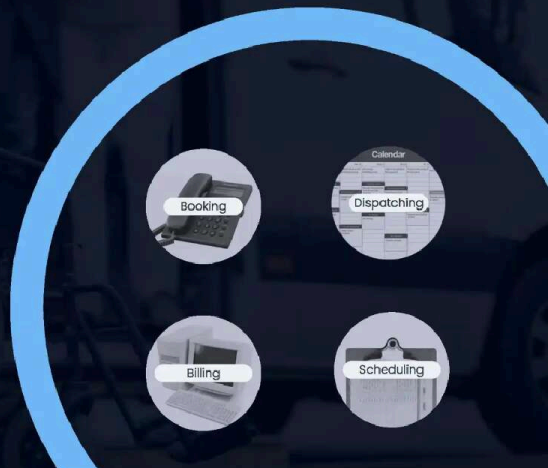 Booking
Calendar
Dispatching
Billing
Scheduling